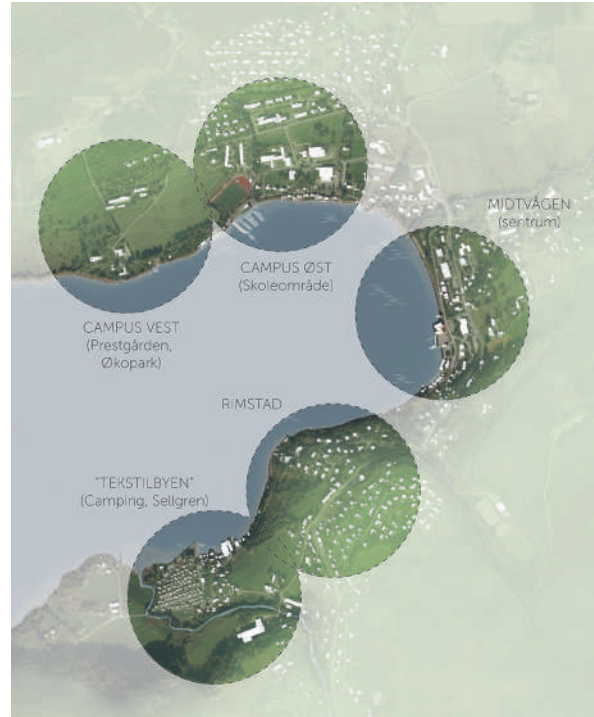 MIDTVÅGEN
(sentrum)
CAMPUS ØST
(Skoleområde)
CAMPUS VEST
(Prestgården,
Økopark)
RIMSTAD
"TEKSTILBYEN"
(Camping, Sellgren)